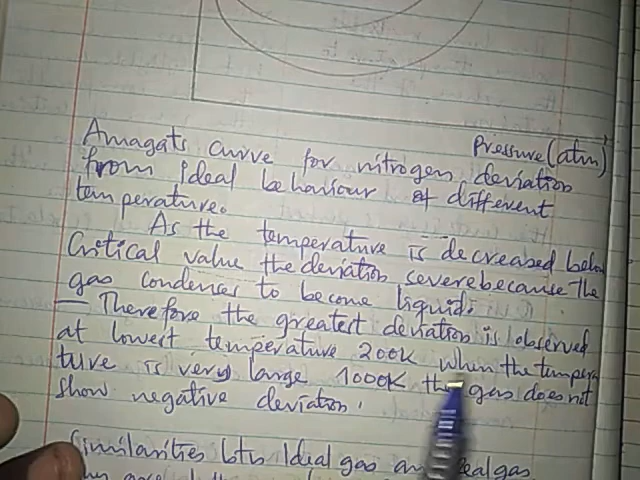 Pressure (atm)
Amagats curve for nitrogen deviation
from ideal behaviour at different
temperature.
As the temperature is decreased below
Critical value the deviation severe because the
gas condenses to become liquid.
— Therefore the greatest deviation is observed
at lowest temperature 200k when the tempera
ture is very large 1000K the gas does not
show negative deviation.
Similarities btn Ideal gas and real gas